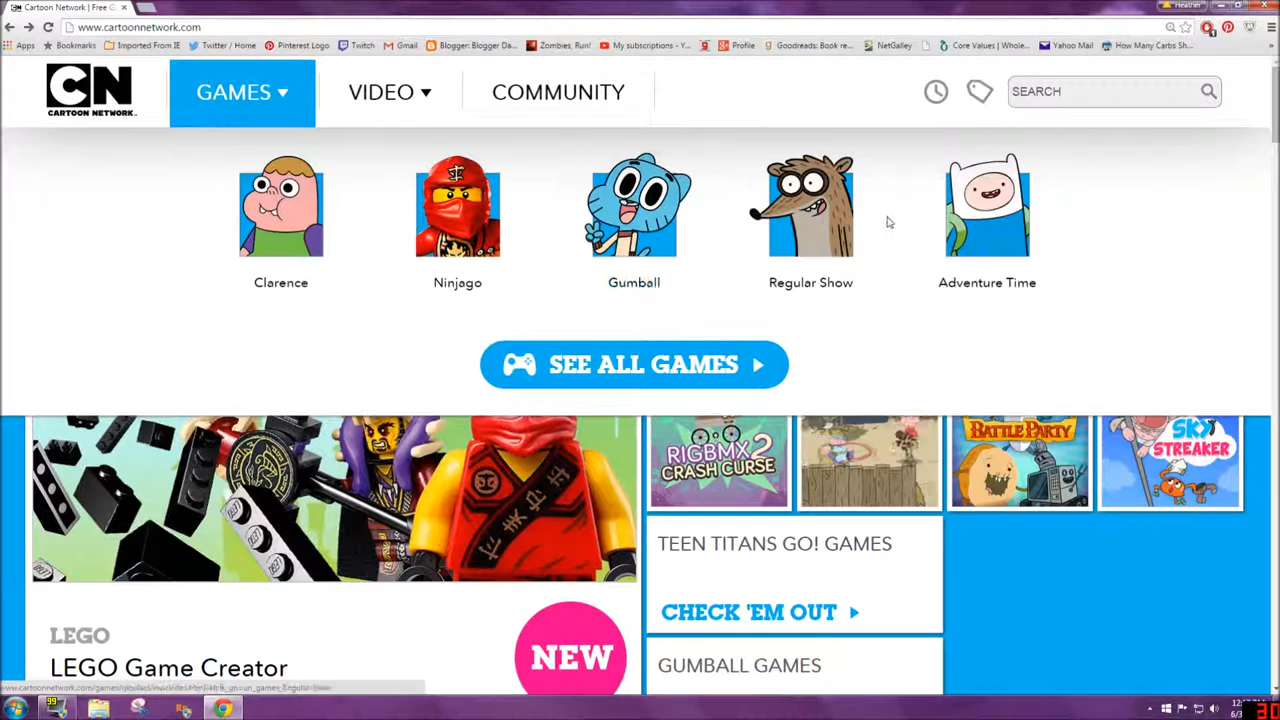 Cartoon Network | Free G
Heather
www.cartoonnetwork.com
Apps Bookmarks Imported From IE Twitter / Home Pinterest Logo Twitch Gmail Blogger: Blogger Da... Zombies, Run! My subscriptions - Y... Profile Goodreads: Book re... NetGalley Core Values | Whole... Yahoo Mail How Many Carbs Sh...
CN
CARTOON NETWORK
GAMES VIDEO COMMUNITY SEARCH
Clarence Ninjago Gumball Regular Show Adventure Time
SEE ALL GAMES
RIGBMX 2
CRASH CURSE
BATTLE PARTY
SKY
STREAKER
TEEN TITANS GO! GAMES
CHECK 'EM OUT
LEGO
LEGO Game Creator
NEW
GUMBALL GAMES
99
30